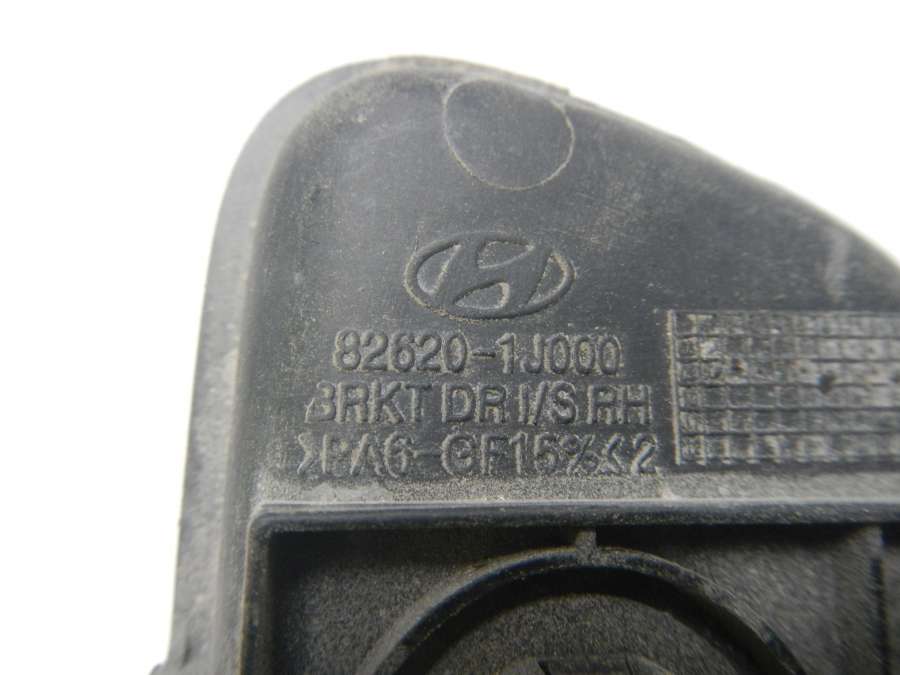 82620-1J000
BRKT DR I/S RH
>PA6-GF15%<2